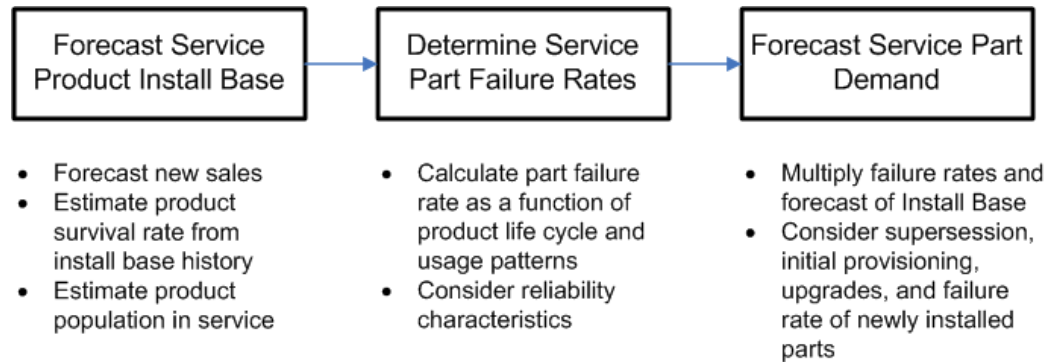 Forecast Service
Product Install Base
Determine Service
Part Failure Rates
Forecast Service Part
Demand
• Forecast new sales
• Estimate product
survival rate from
install base history
• Estimate product
population in service
• Calculate part failure
rate as a function of
product life cycle and
usage patterns
• Consider reliability
characteristics
• Multiply failure rates and
forecast of Install Base
• Consider supersession,
initial provisioning,
upgrades, and failure
rate of newly installed
parts